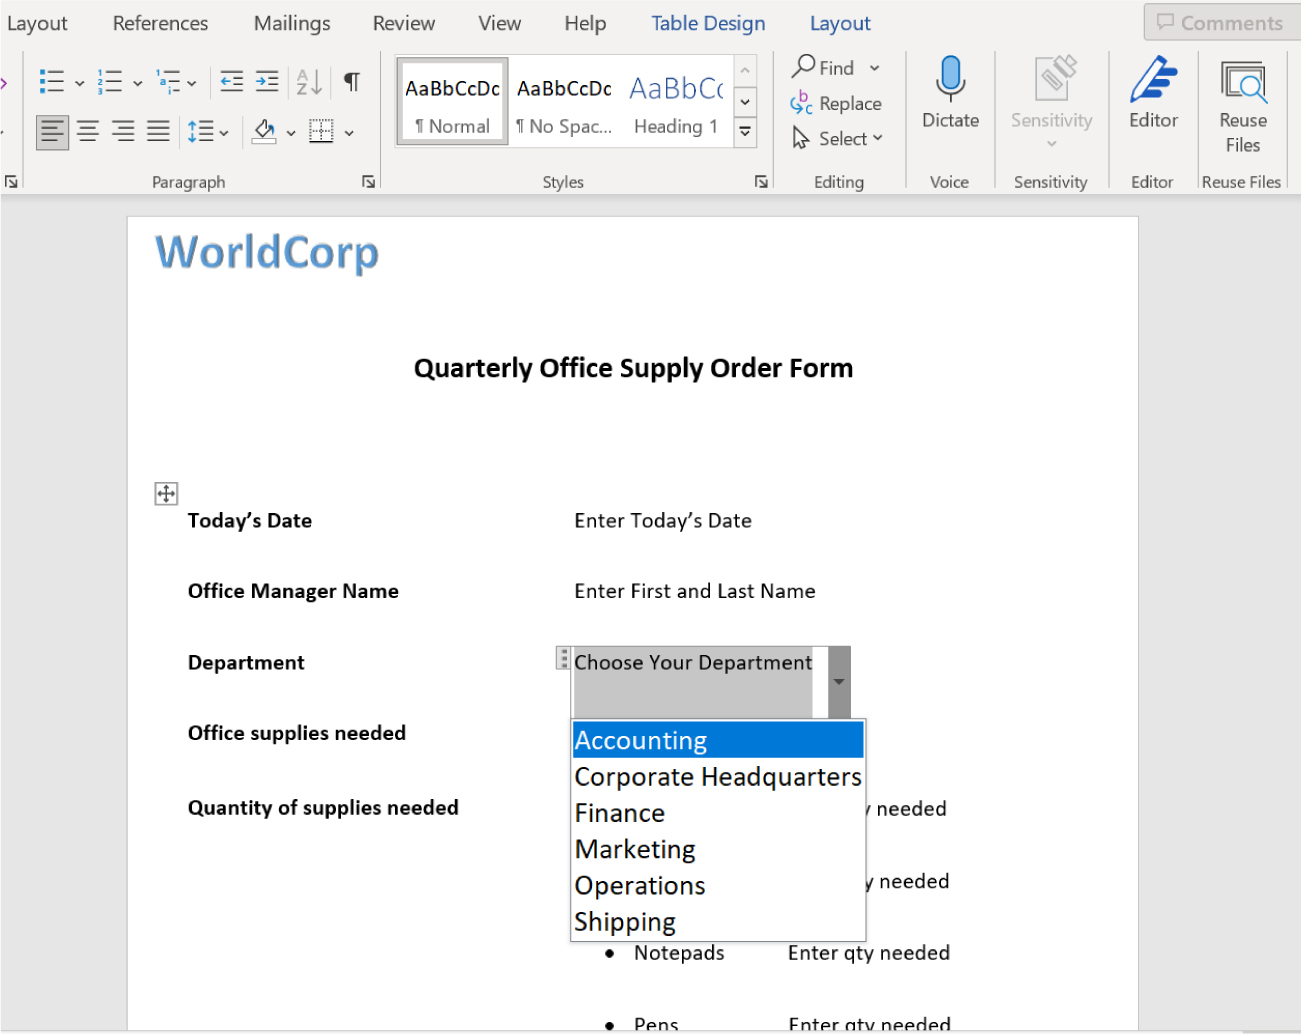 Layout References Mailings Review View Help Table Design Layout Comments
Find
Replace
Select
AaBbCcDc AaBbCcDc AaBbCc
¶ Normal ¶ No Spac... Heading 1
Dictate Sensitivity Editor Reuse Files
Paragraph Styles Editing Voice Sensitivity Editor Reuse Files
WorldCorp
Quarterly Office Supply Order Form
Today's Date Enter Today's Date
Office Manager Name Enter First and Last Name
Department Choose Your Department
Office supplies needed
Accounting
Corporate Headquarters
Quantity of supplies needed
Finance
needed
Marketing
Operations
needed
Shipping
• Notepads Enter qty needed
• Pens Enter qty needed